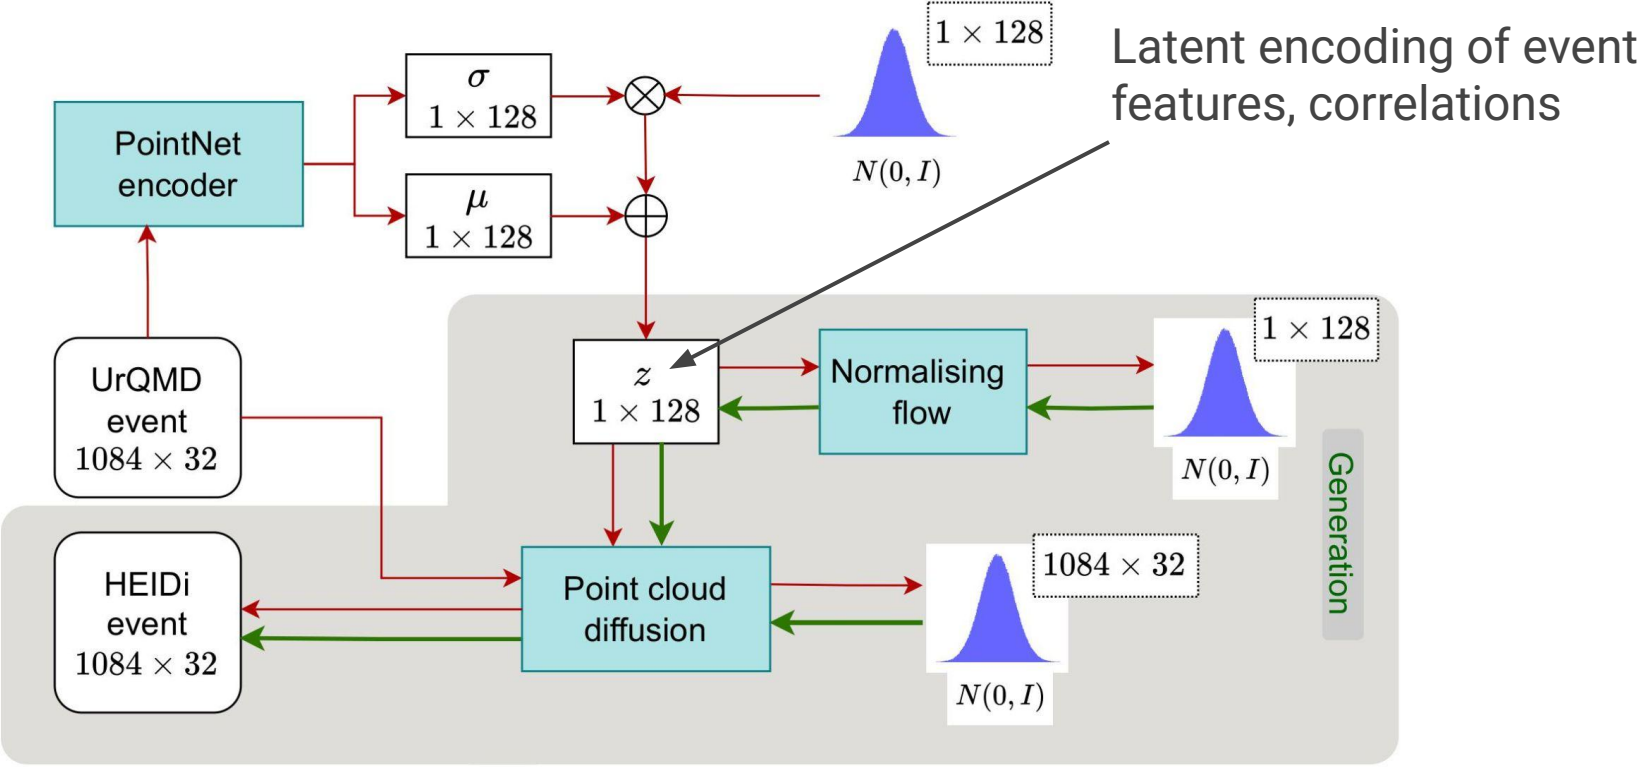 1 × 128
Latent encoding of event
features, correlations
σ
1 × 128
PointNet
encoder
N(0, I)
μ
1 × 128
1 × 128
UrQMD
event
1084 × 32
z
1 × 128
Normalising
flow
N(0, I)
Generation
HEIDi
event
1084 × 32
Point cloud
diffusion
1084 × 32
N(0, I)